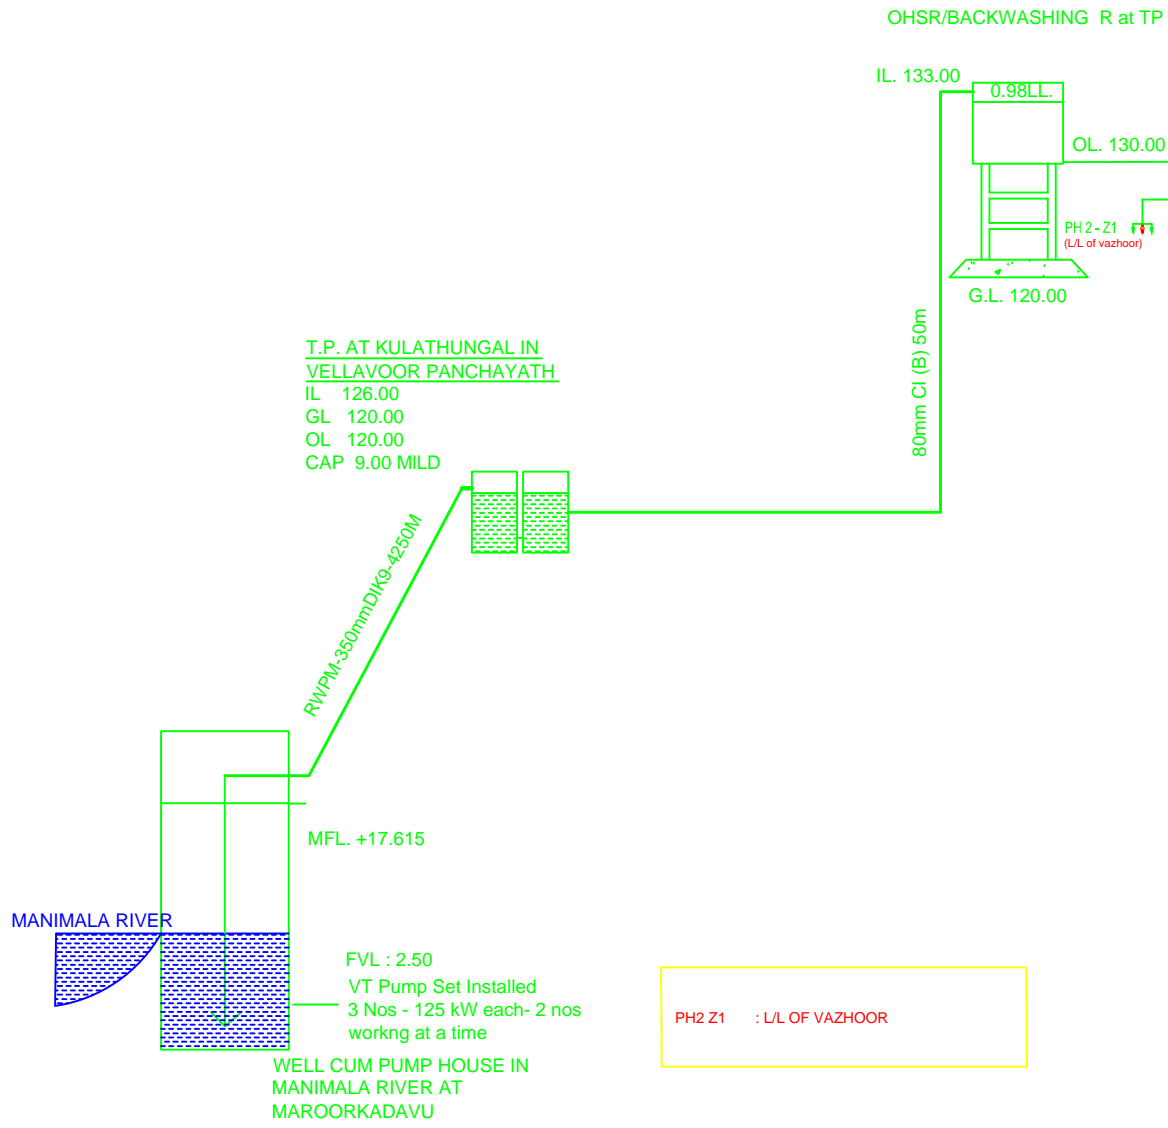 OHSR/BACKWASHING R at TP
IL. 133.00
0.98LL.
OL. 130.00
PH 2 - Z1
(L/L of vazhoor)
G.L. 120.00
80mm CI (B) 50m
T.P. AT KULATHUNGAL IN
VELLAVOOR PANCHAYATH
IL 126.00
GL 120.00
OL 120.00
CAP 9.00 MILD
RWPM-350mmDIK9-4250M
MFL. +17.615
MANIMALA RIVER
FVL : 2.50
VT Pump Set Installed
3 Nos - 125 kW each- 2 nos
workng at a time
WELL CUM PUMP HOUSE IN
MANIMALA RIVER AT
MAROORKADAVU
PH2 Z1 : L/L OF VAZHOOR